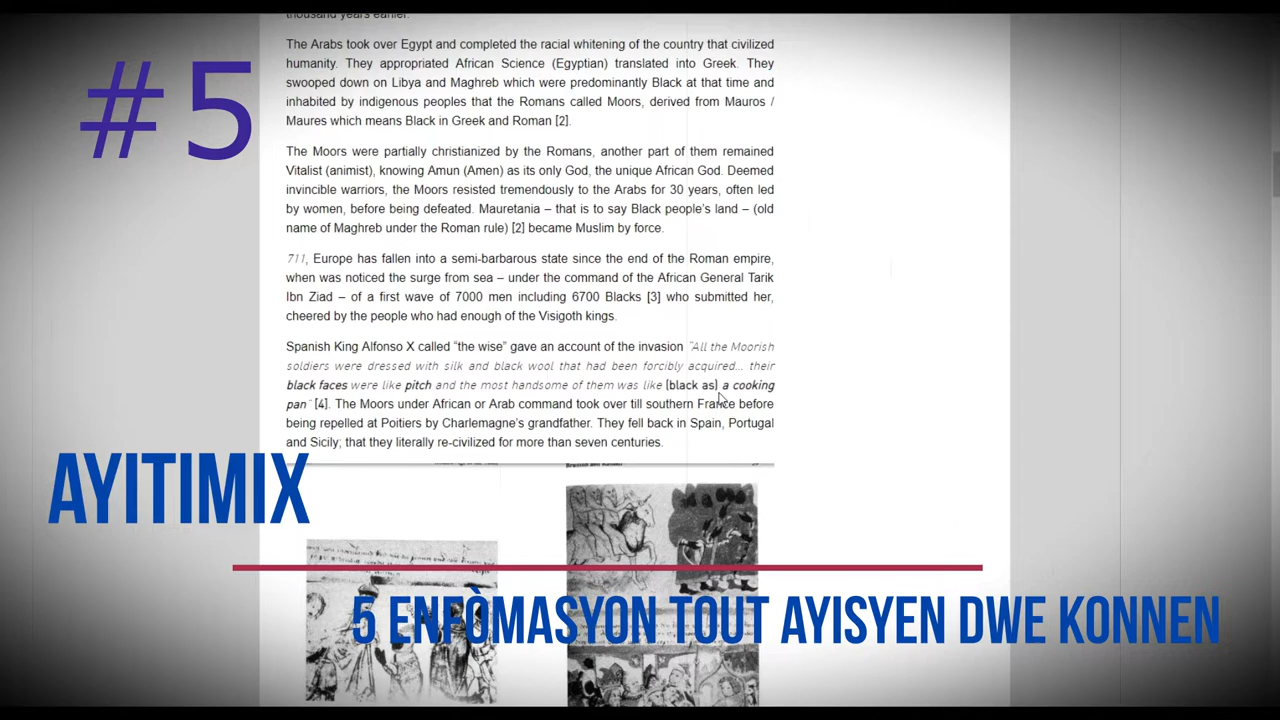 thousand years earlier.
#5
The Arabs took over Egypt and completed the racial whitening of the country that civilized
humanity. They appropriated African Science (Egyptian) translated into Greek. They
swooped down on Libya and Maghreb which were predominantly Black at that time and
inhabited by indigenous peoples that the Romans called Moors, derived from Mauros /
Maures which means Black in Greek and Roman [2].
The Moors were partially christianized by the Romans, another part of them remained
Vitalist (animist), knowing Amun (Amen) as its only God, the unique African God. Deemed
invincible warriors, the Moors resisted tremendously to the Arabs for 30 years, often led
by women, before being defeated. Mauretania – that is to say Black people's land – (old
name of Maghreb under the Roman rule) [2] became Muslim by force.
711, Europe has fallen into a semi-barbarous state since the end of the Roman empire,
when was noticed the surge from sea – under the command of the African General Tarik
Ibn Ziad – of a first wave of 7000 men including 6700 Blacks [3] who submitted her,
cheered by the people who had enough of the Visigoth kings.
Spanish King Alfonso X called “the wise” gave an account of the invasion “All the Moorish
soldiers were dressed with silk and black wool that had been forcibly acquired… their
black faces were like pitch and the most handsome of them was like [black as] a cooking
pan” [4]. The Moors under African or Arab command took over till southern France before
being repelled at Poitiers by Charlemagne's grandfather. They fell back in Spain, Portugal
and Sicily; that they literally re-civilized for more than seven centuries.
AYITIMIX
5 ENFÒMASYON TOUT AYISYEN DWE KONNEN